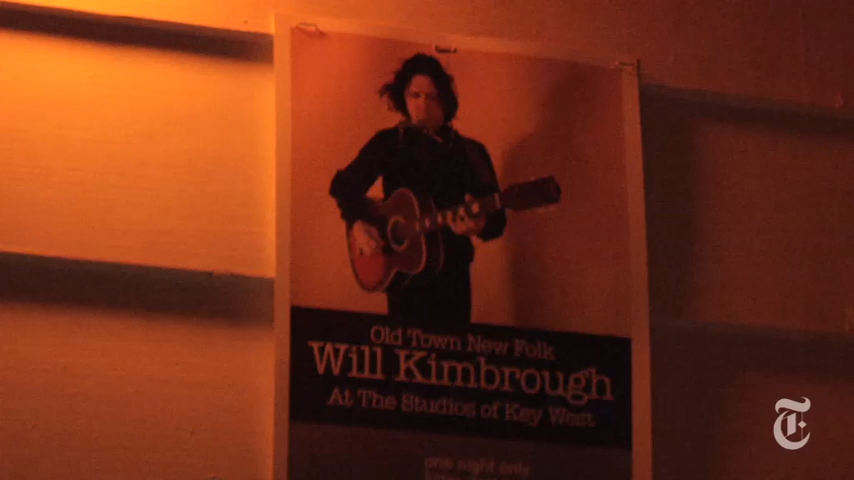 Old Town New Folk
Will Kimbrough
At The Studios of Key West
one night only